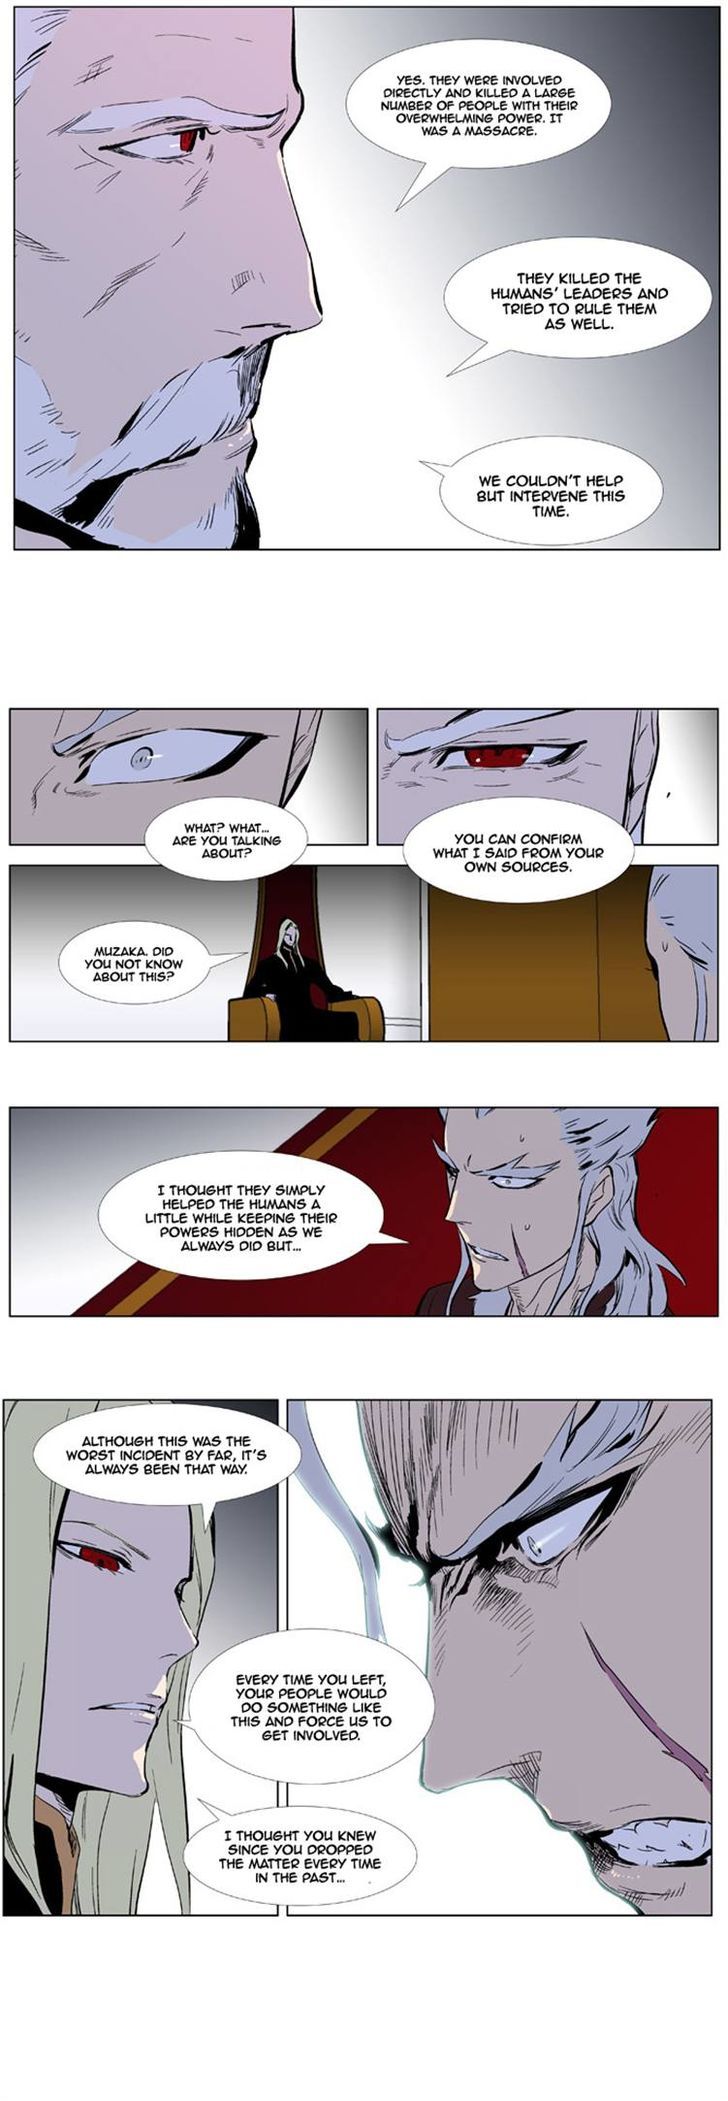 YES. THEY WERE INVOLVED
DIRECTLY AND KILLED A LARGE
NUMBER OF PEOPLE WITH THEIR
OVERWHELMING POWER. IT
WAS A MASSACRE.
THEY KILLED THE
HUMANS' LEADERS AND
TRIED TO RULE THEM
AS WELL.
WE COULDN'T HELP
BUT INTERVENE THIS
TIME.
WHAT? WHAT...
ARE YOU TALKING
ABOUT?
YOU CAN CONFIRM
WHAT I SAID FROM YOUR
OWN SOURCES.
MUZAKA. DID
YOU NOT KNOW
ABOUT THIS?
I THOUGHT THEY SIMPLY
HELPED THE HUMANS A
LITTLE WHILE KEEPING THEIR
POWERS HIDDEN AS WE
ALWAYS DID BUT...
ALTHOUGH THIS WAS THE
WORST INCIDENT BY FAR, IT'S
ALWAYS BEEN THAT WAY.
EVERY TIME YOU LEFT,
YOUR PEOPLE WOULD
DO SOMETHING LIKE
THIS AND FORCE US TO
GET INVOLVED.
I THOUGHT YOU KNEW
SINCE YOU DROPPED
THE MATTER EVERY TIME
IN THE PAST...